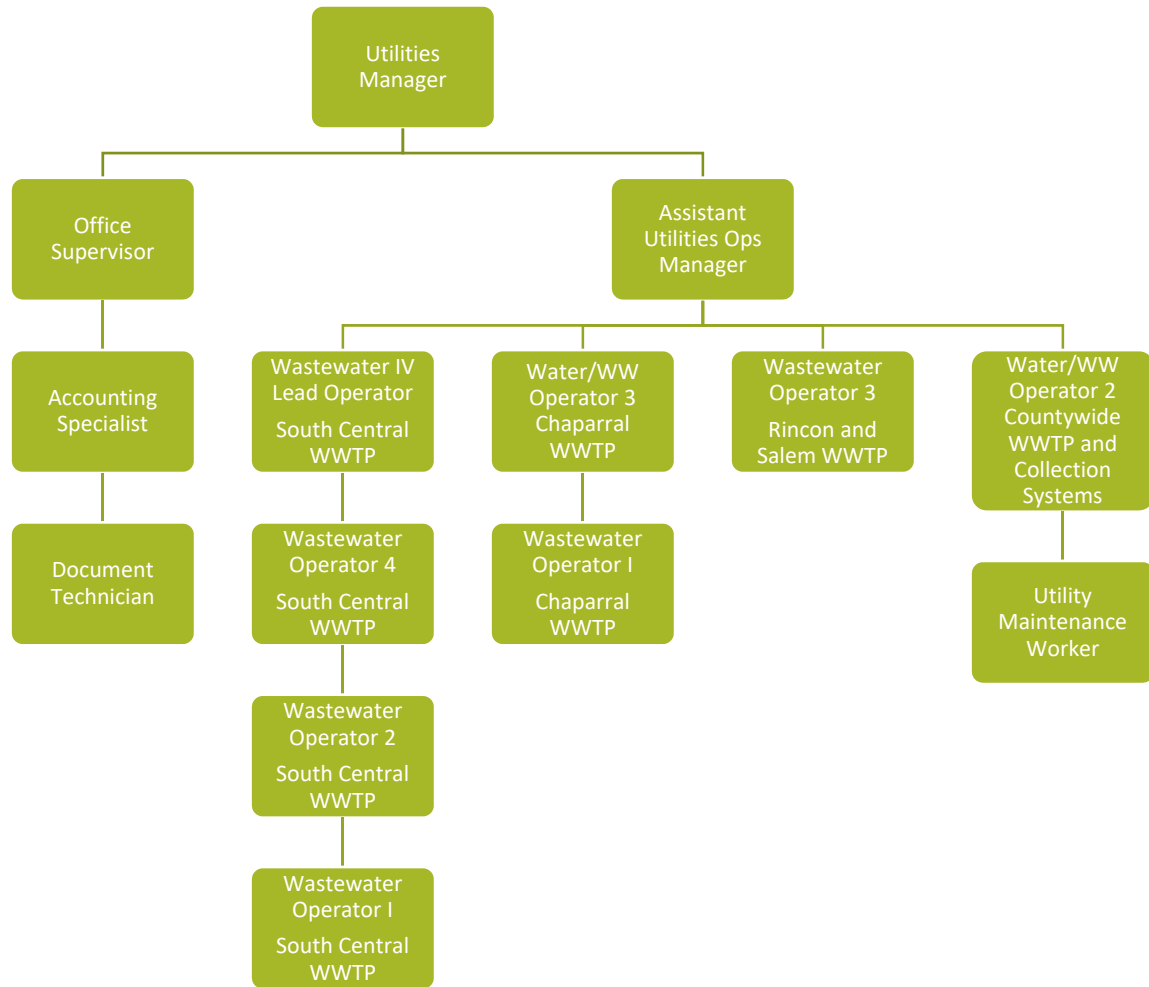 Utilities
Manager
Office
Supervisor
Assistant
Utilities Ops
Manager
Accounting
Specialist
Document
Technician
Wastewater IV
Lead Operator
South Central
WWTP
Wastewater
Operator 4
South Central
WWTP
Wastewater
Operator 2
South Central
WWTP
Wastewater
Operator I
South Central
WWTP
Water/WW
Operator 3
Chaparral
WWTP
Wastewater
Operator I
Chaparral
WWTP
Wastewater
Operator 3
Rincon and
Salem WWTP
Water/WW
Operator 2
Countywide
WWTP and
Collection
Systems
Utility
Maintenance
Worker